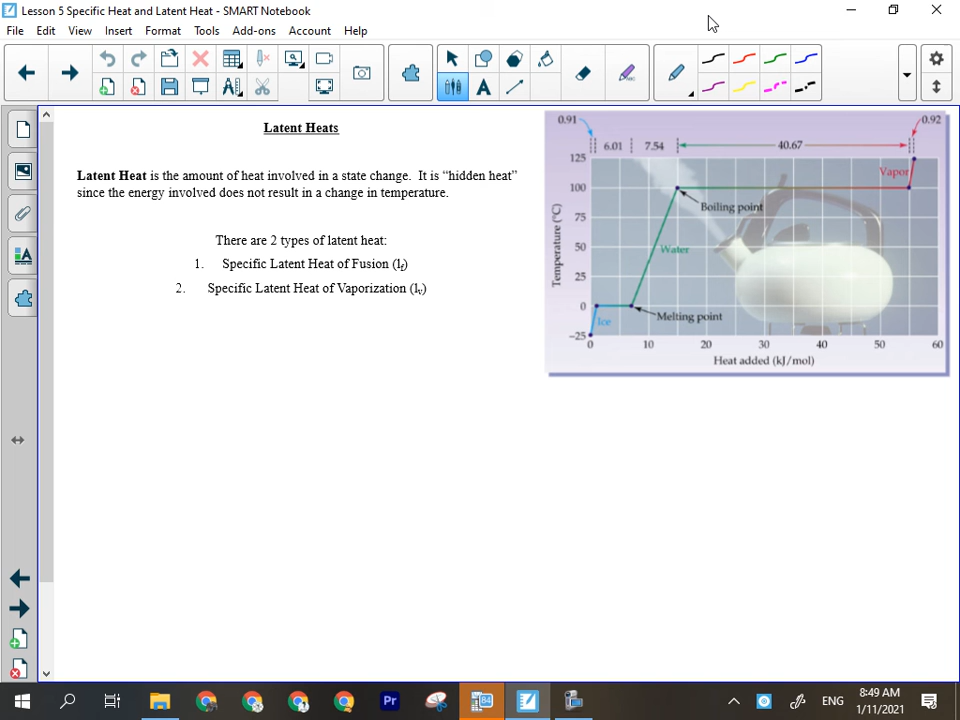 Lesson 5 Specific Heat and Latent Heat - SMART Notebook
File Edit View Insert Format Tools Add-ons Account Help
Latent Heats
Latent Heat is the amount of heat involved in a state change. It is “hidden heat”
since the energy involved does not result in a change in temperature.
There are 2 types of latent heat:
1. Specific Latent Heat of Fusion (lf)
2. Specific Latent Heat of Vaporization (lv)
0.91 0.92
6.01 7.54 40.67
125
Vapor
100
Boiling point
75
Water
50
25
0
Melting point
Ice
-25
Temperature (°C)
0 10 20 30 40 50 60
Heat added (kJ/mol)
Pr
ENG
8:49 AM
1/11/2021